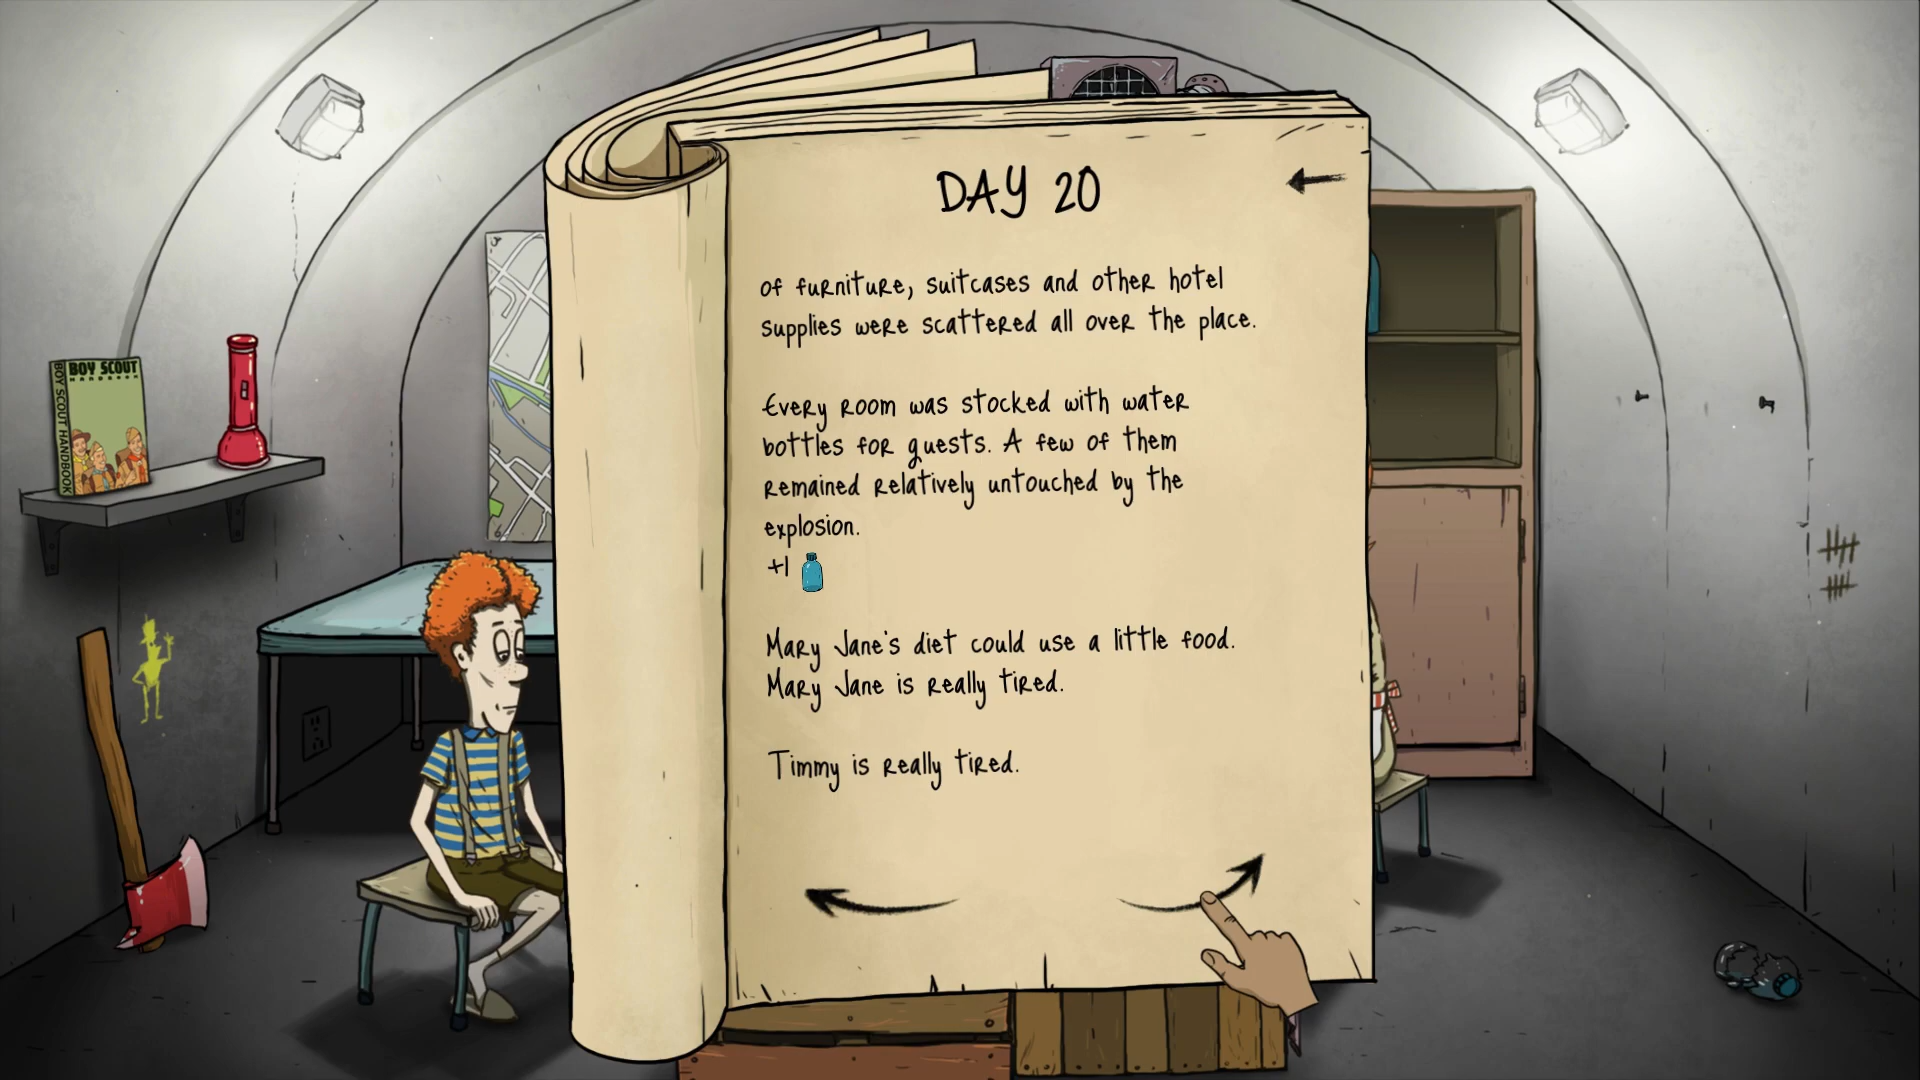 DAY 20
of furniture, suitcases and other hotel
supplies were scattered all over the place.
Every room was stocked with water
bottles for guests. A few of them
remained relatively untouched by the
explosion.
+1
Mary Jane's diet could use a little food.
Mary Jane is really tired.
Timmy is really tired.
BOY SCOUT
HANDBOOK
BOY SCOUT HANDBOOK